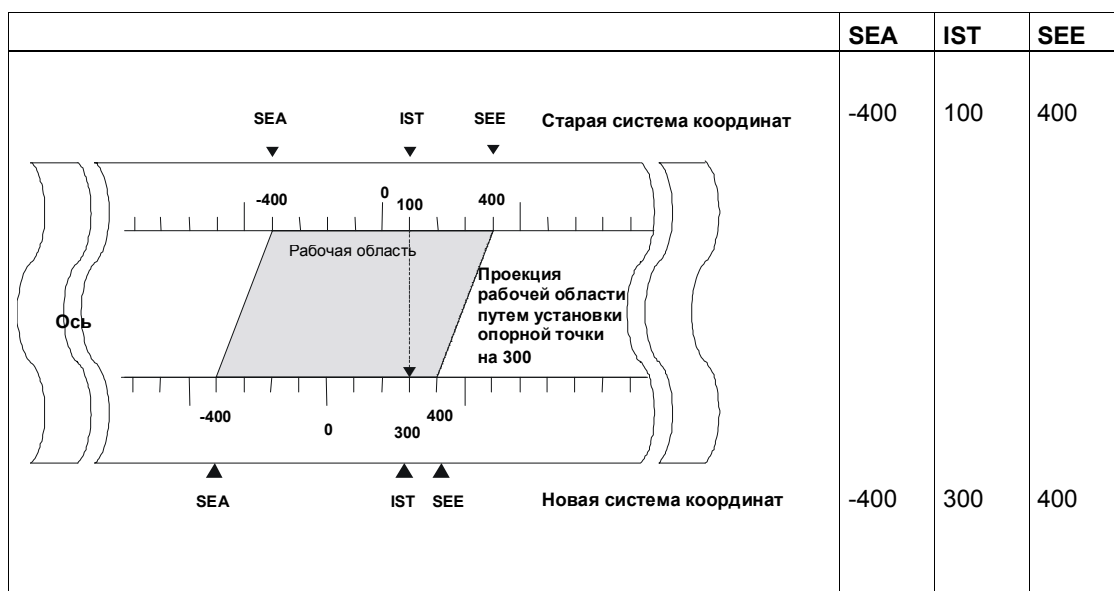 SEA IST SEE
SEA IST SEE Старая система координат -400 100 400
-400 0 100 400
Рабочая область
Проекция
рабочей области
путем установки
опорной точки
на 300
Ось
-400 0 300 400
SEA IST SEE Новая система координат -400 300 400